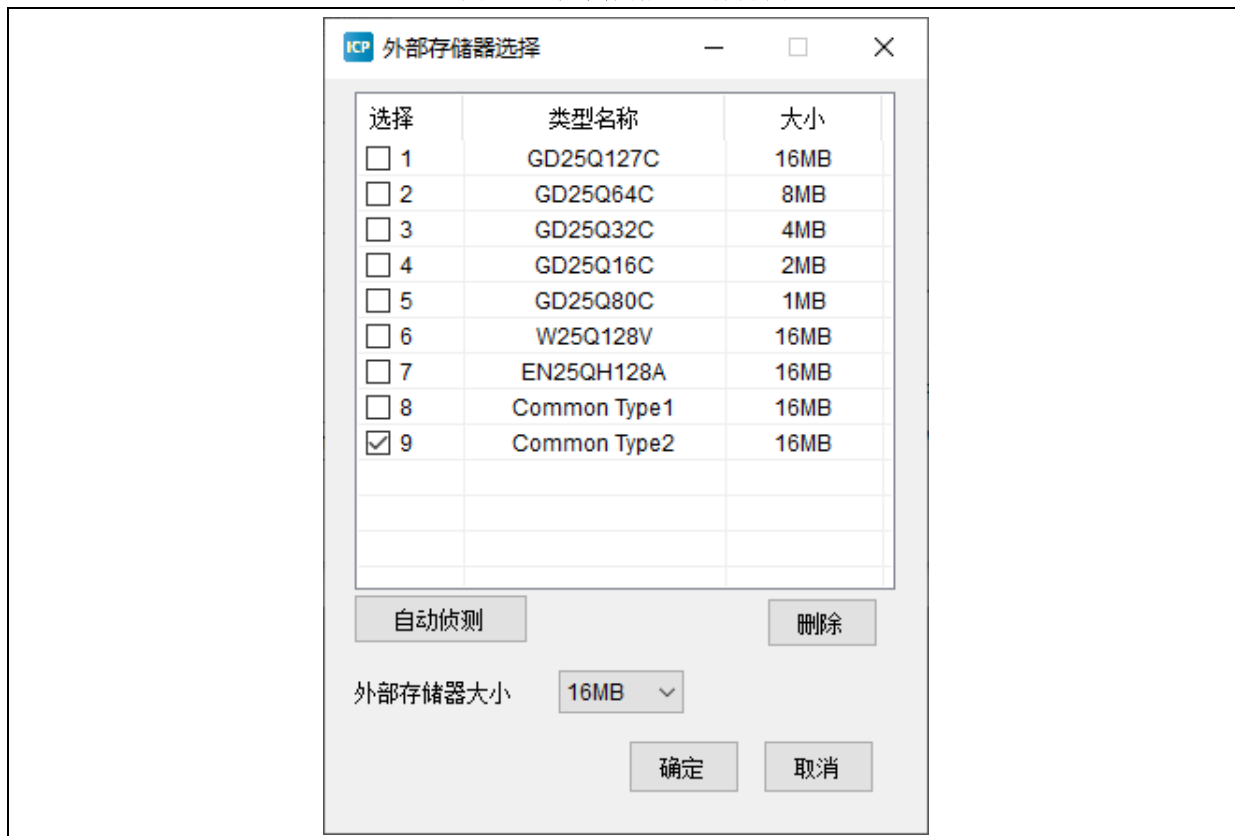 ICP 外部存储器选择
选择 类型名称 大小
1 GD25Q127C 16MB
2 GD25Q64C 8MB
3 GD25Q32C 4MB
4 GD25Q16C 2MB
5 GD25Q80C 1MB
6 W25Q128V 16MB
7 EN25QH128A 16MB
8 Common Type1 16MB
9 Common Type2 16MB
自动侦测 删除
外部存储器大小 16MB
确定 取消